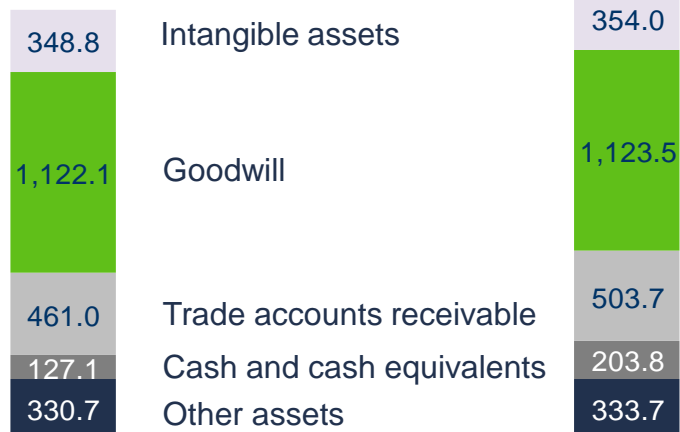 348.8 Intangible assets 354.0
1,122.1 Goodwill 1,123.5
461.0 Trade accounts receivable 503.7
127.1 Cash and cash equivalents 203.8
330.7 Other assets 333.7